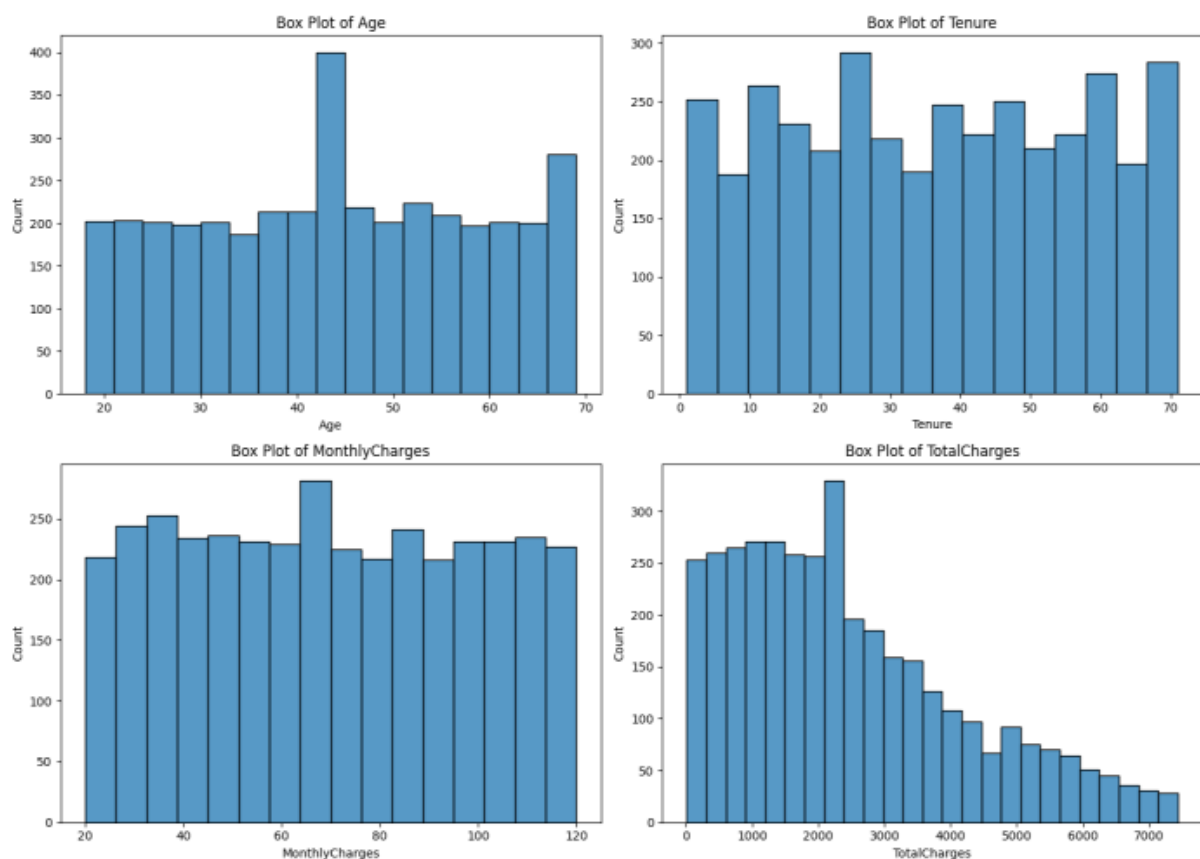 Box Plot of Age
400
350
300
250
200
150
100
50
0
Count
20 30 40 50 60 70
Age
Box Plot of Tenure
300
250
200
150
100
50
0
Count
0 10 20 30 40 50 60 70
Tenure
Box Plot of MonthlyCharges
250
200
150
100
50
0
Count
20 40 60 80 100 120
MonthlyCharges
Box Plot of TotalCharges
300
250
200
150
100
50
0
Count
0 1000 2000 3000 4000 5000 6000 7000
TotalCharges